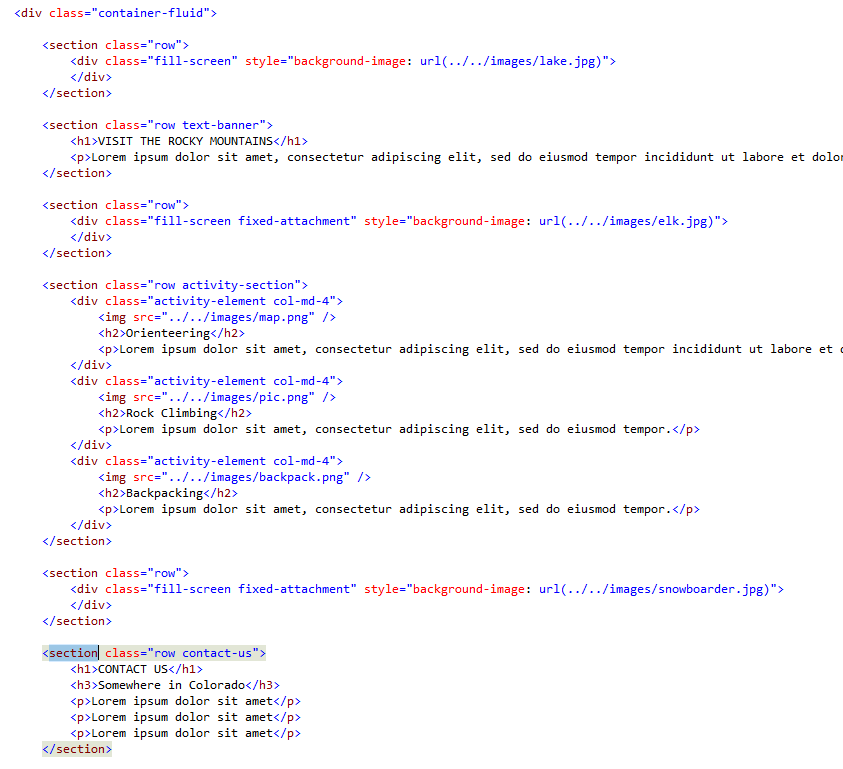 <div class="container-fluid">
<section class="row">
<div class="fill-screen" style="background-image: url(../../images/lake.jpg)">
</div>
</section>
<section class="row text-banner">
<h1>VISIT THE ROCKY MOUNTAINS</h1>
<p>Lorem ipsum dolor sit amet, consectetur adipiscing elit, sed do eiusmod tempor incididunt ut labore et
</section>
<section class="row">
<div class="fill-screen fixed-attachment" style="background-image: url(../../images/elk.jpg)">
</div>
</section>
<section class="row activity-section">
<div class="activity-element col-md-4">
<img src="../../images/map.png" />
<h2>Orienteering</h2>
<p>Lorem ipsum dolor sit amet, consectetur adipiscing elit, sed do eiusmod tempor incididunt ut labore et
</div>
<div class="activity-element col-md-4">
<img src="../../images/pic.png" />
<h2>Rock Climbing</h2>
<p>Lorem ipsum dolor sit amet, consectetur adipiscing elit, sed do eiusmod tempor.</p>
</div>
<div class="activity-element col-md-4">
<img src="../../images/backpack.png" />
<h2>Backpacking</h2>
<p>Lorem ipsum dolor sit amet, consectetur adipiscing elit, sed do eiusmod tempor.</p>
</div>
</section>
<section class="row">
<div class="fill-screen fixed-attachment" style="background-image: url(../../images/snowboarder.jpg)">
</div>
</section>
<section class="row contact-us">
<h1>CONTACT US</h1>
<h3>Somewhere in Colorado</h3>
<p>Lorem ipsum dolor sit amet</p>
<p>Lorem ipsum dolor sit amet</p>
<p>Lorem ipsum dolor sit amet</p>
</section>